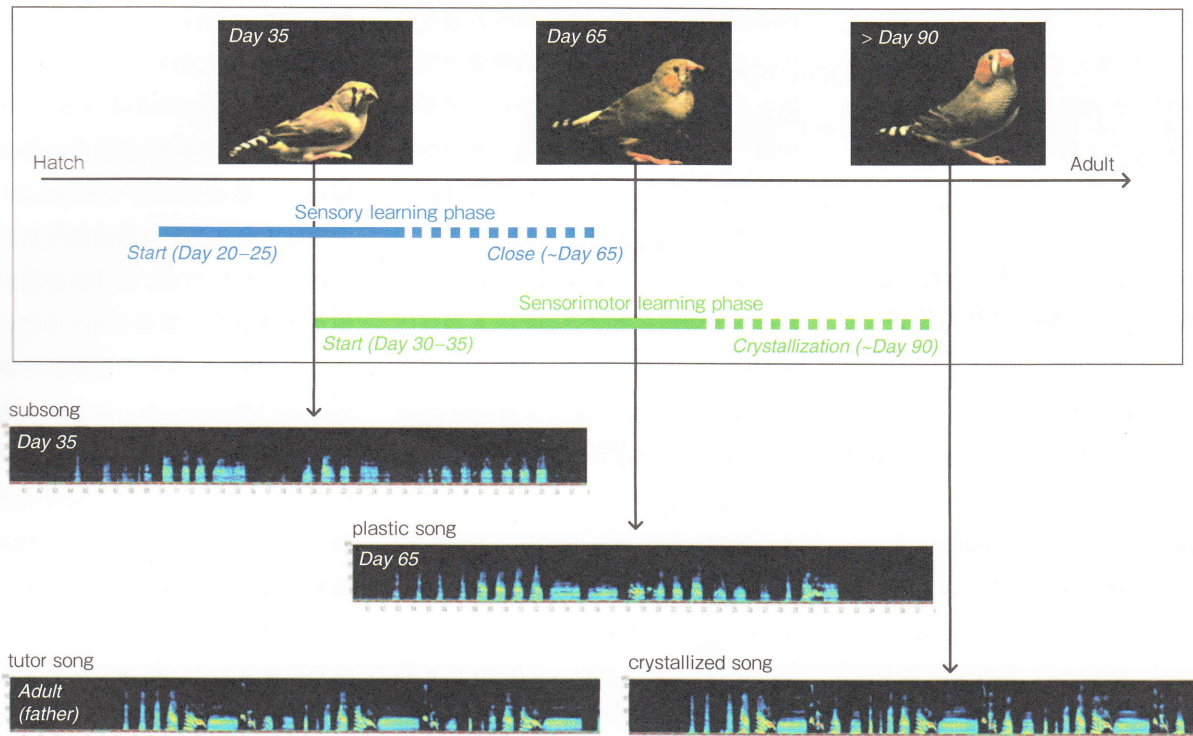 Day 35
Day 65
> Day 90
Hatch
Adult
Sensory learning phase
Start (Day 20–25)
Close (~Day 65)
Sensorimotor learning phase
Start (Day 30–35)
Crystallization (~Day 90)
subsong
Day 35
plastic song
Day 65
tutor song
Adult
(father)
crystallized song